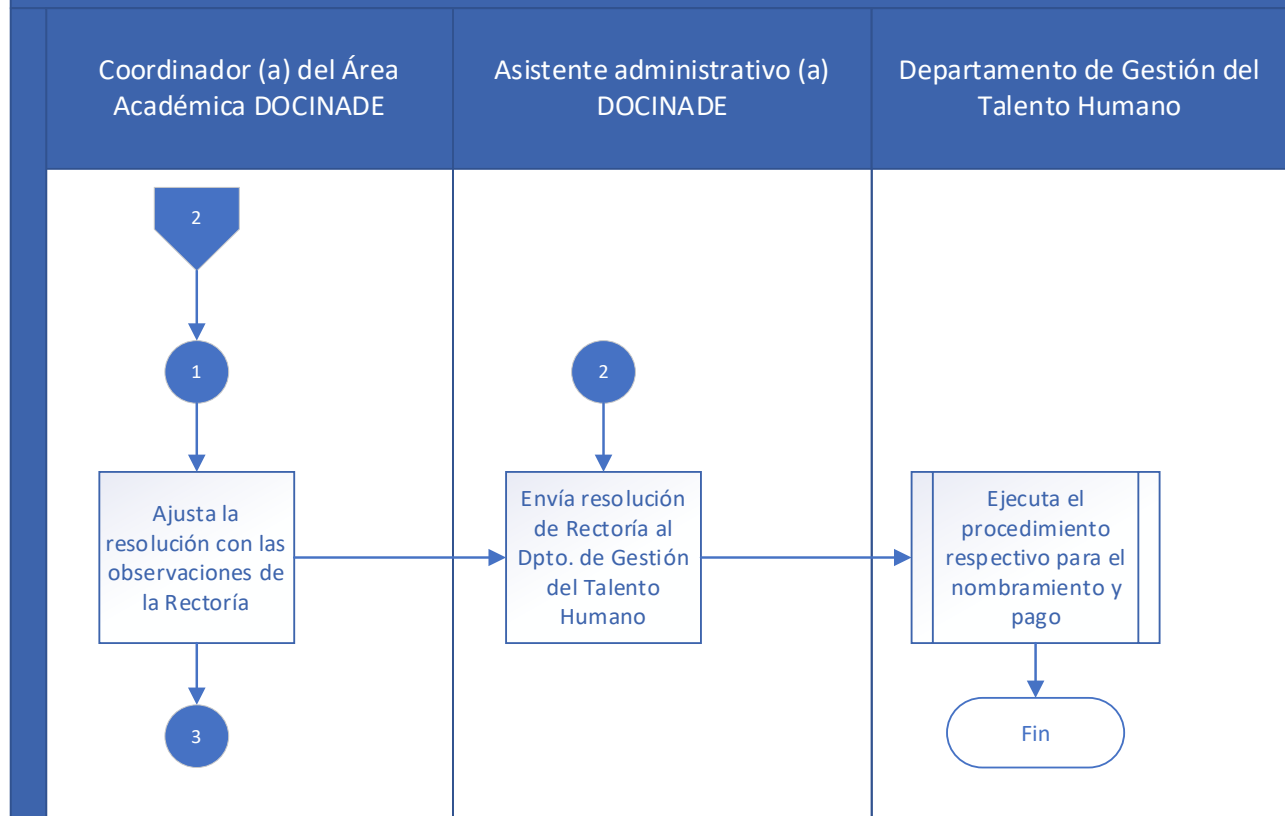 Coordinador (a) del Área
Académica DOCINADE
Asistente administrativo (a)
DOCINADE
Departamento de Gestión del
Talento Humano
2
1
2
Ajusta la
resolución con las
observaciones de
la Rectoría
Envía resolución
de Rectoría al
Dpto. de Gestión
del Talento
Humano
Ejecuta el
procedimiento
respectivo para el
nombramiento y
pago
3
Fin